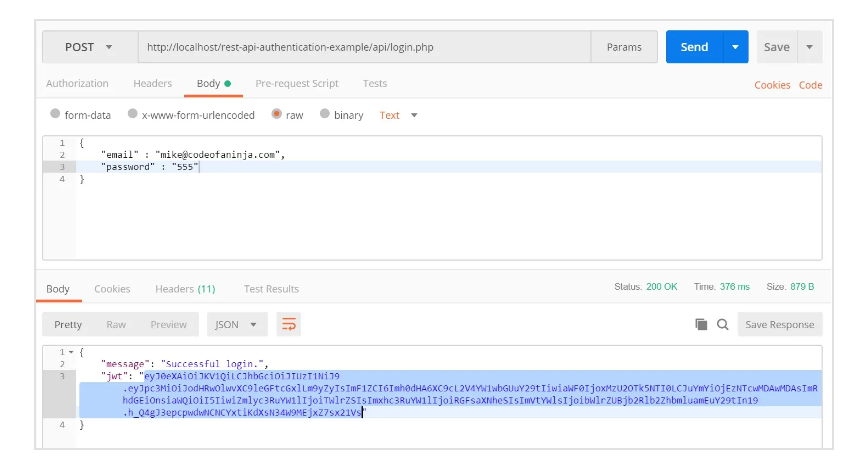 POST http://localhost/rest-api-authentication-example/api/login.php Params Send Save
Authorization Headers Body Pre-request Script Tests Cookies Code
form-data x-www-form-urlencoded raw binary Text
1 {
2 "email" : "mike@codeofaninja.com",
3 "password" : "555"
4 }
Body Cookies Headers (11) Test Results Status: 200 OK Time: 376 ms Size: 879 B
Pretty Raw Preview JSON Save Response
1 {
2 "message": "Successful login.",
3 "jwt": "eyJ0eXAiOiJKV1QiLCJhbGciOiJIUzI1NiJ9
.eyJpc3MiOiJodHRwOlwvXC9leGFtcGxlLm9yZyIsImF1ZCI6Imh0dHA6XC9cL2V4YW1wbGUuY29tIiwiaWF0IjoxMzU2OTk5NTI0LCJuYmYiOjEzNTcwMDAwMDAsImR
hdGEiOnsiaWQiOiI5IiwiZmlyc3RuYW1lIjoiTWlrZSIsImxhc3RuYW1lIjoiRGFsaXNheSIsImVtYWlsIjoibWlrZUBjb2Rlb2ZhbmluamEuY29tIn19
.h_Q4gJ3epcpwdwNCNCYxtiKdXsN34W9MEjxZ7sx21Vs"
4 }